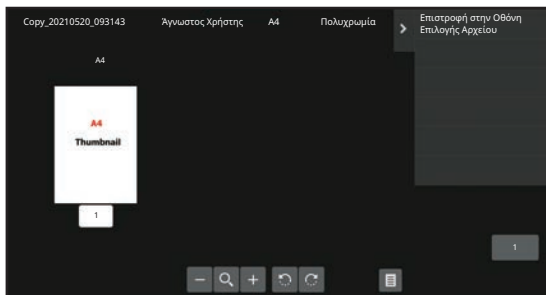 Copy_20210520_093143 Άγνωστος Χρήστης A4 Πολυχρωμία
Επιστροφή στην Οθόνη
Επιλογής Αρχείου
A4
A4
Thumbnail
1
1